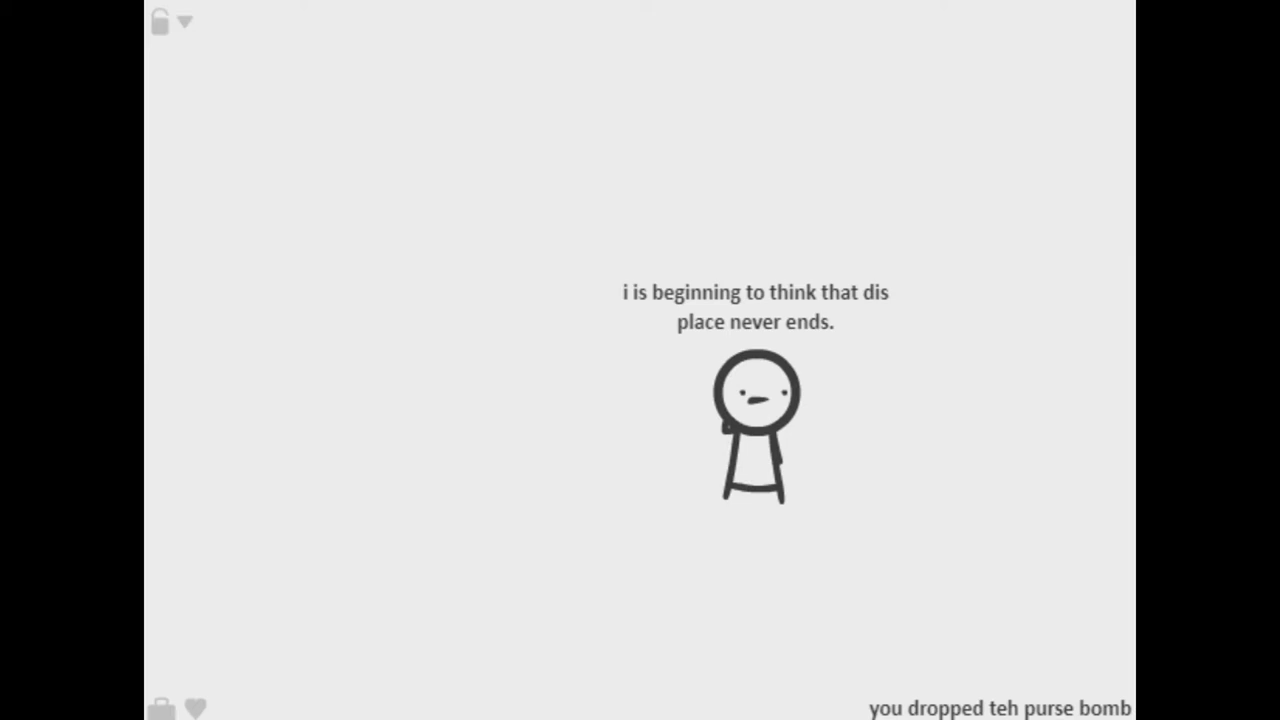 i is beginning to think that dis
place never ends.
you dropped teh purse bomb